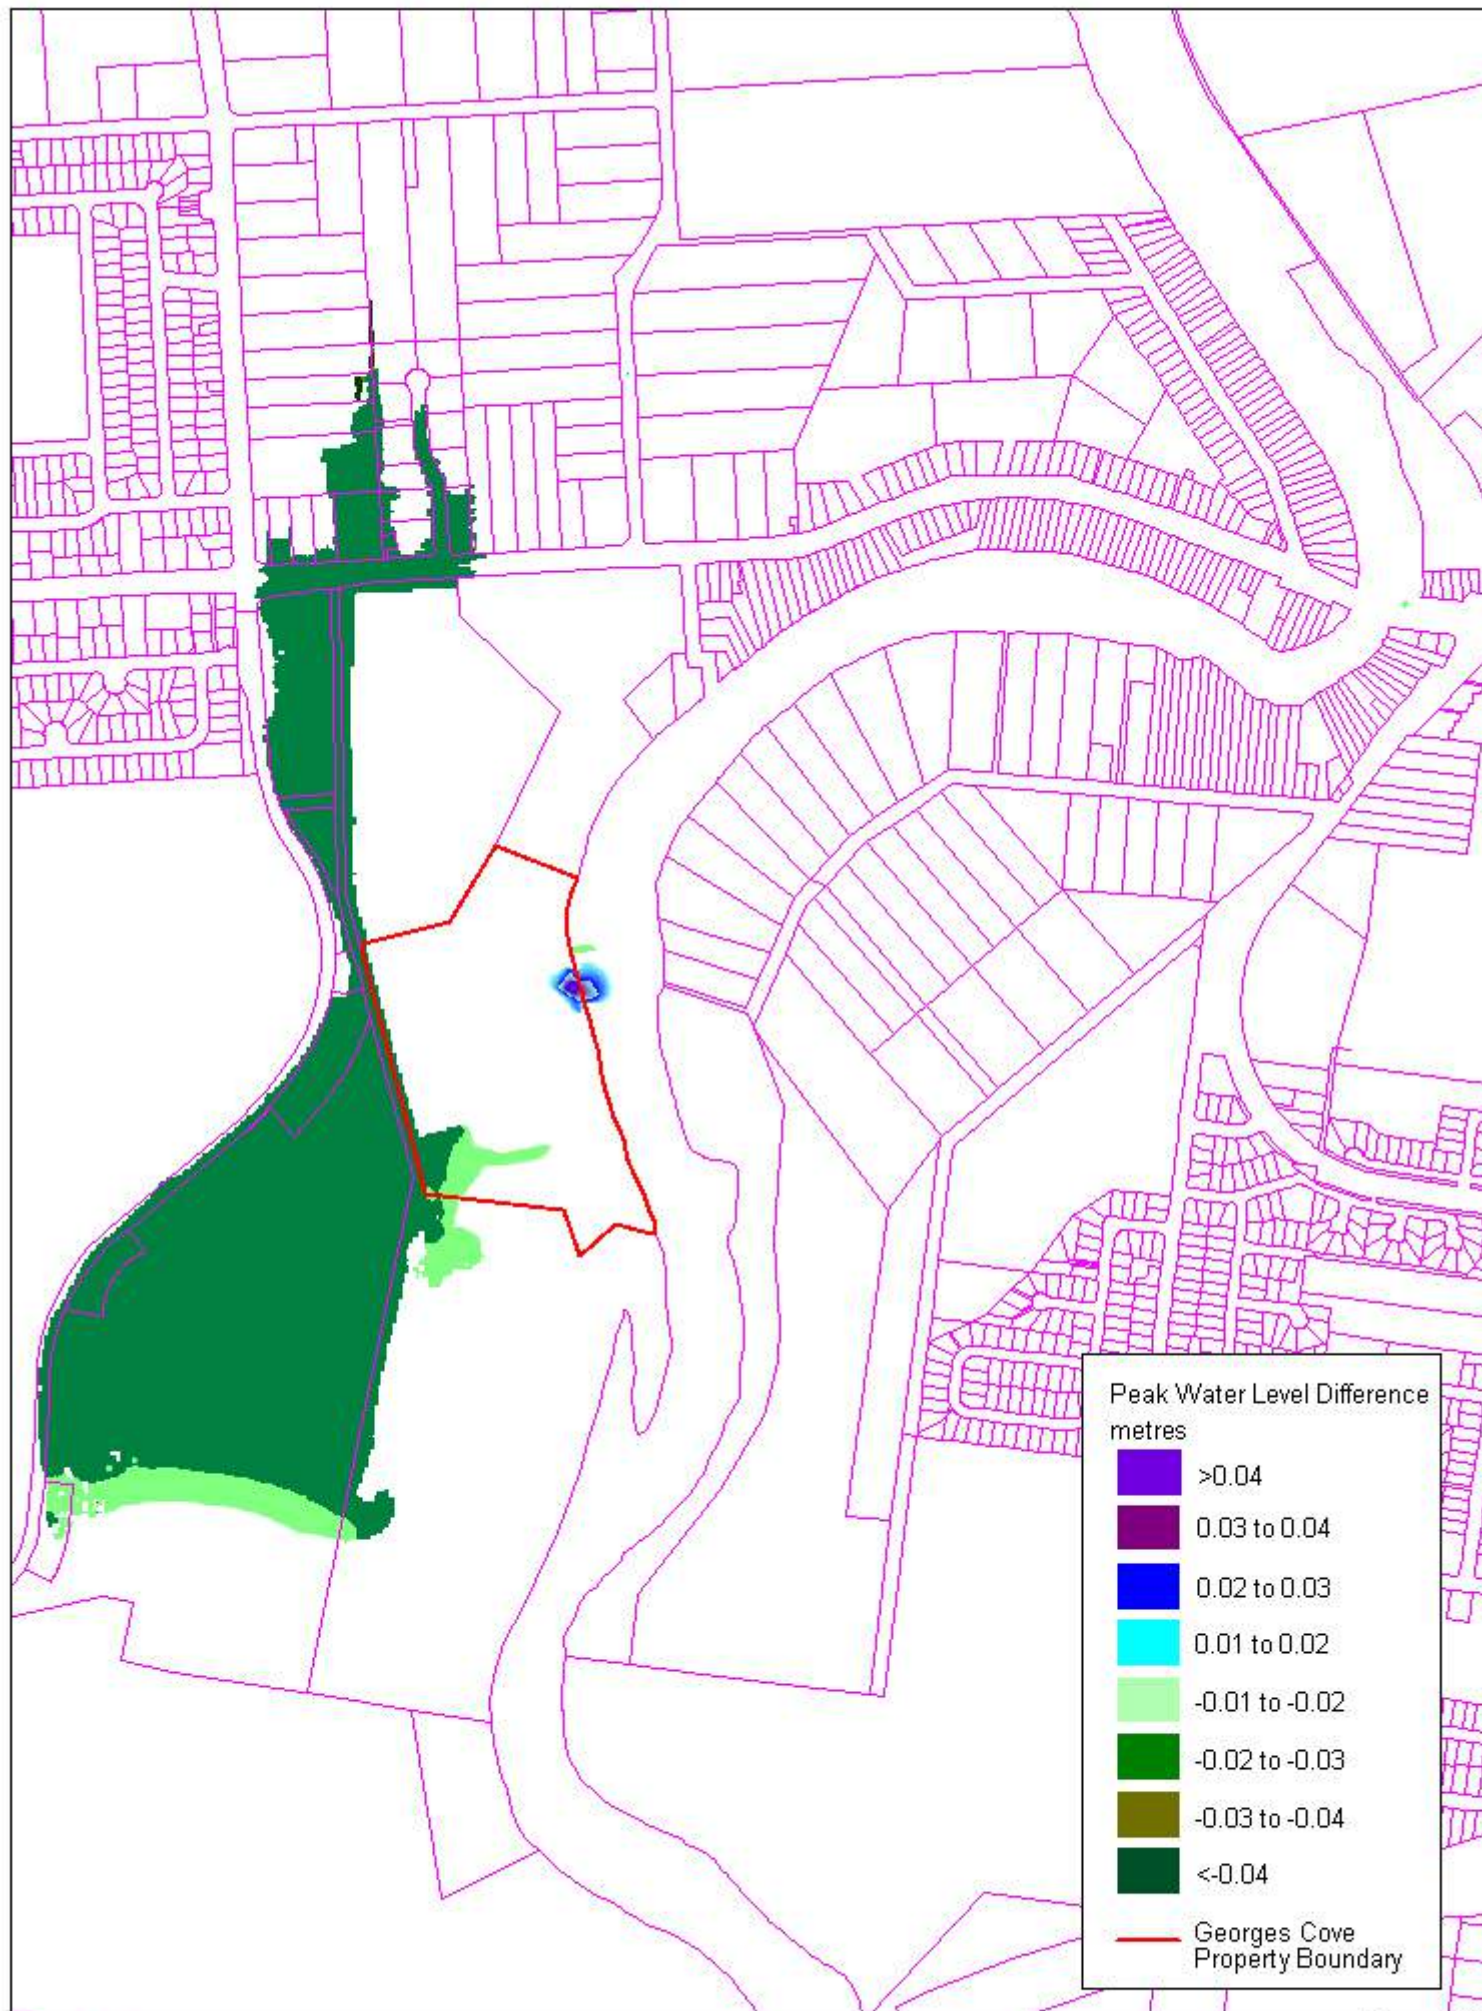 Peak Water Level Difference
metres
>0.04
0.03 to 0.04
0.02 to 0.03
0.01 to 0.02
-0.01 to -0.02
-0.02 to -0.03
-0.03 to -0.04
<-0.04
Georges Cove
Property Boundary